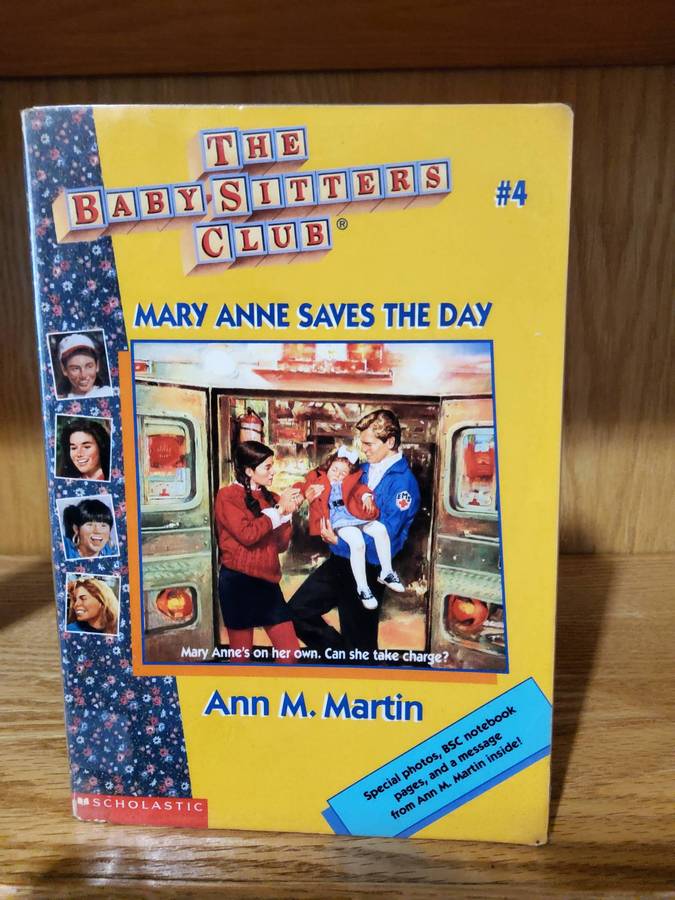 THE
BABY-SITTERS
CLUB®
#4
MARY ANNE SAVES THE DAY
EMS
Mary Anne's on her own. Can she take charge?
Ann M. Martin
Special photos, BSC notebook
pages, and a message
from Ann M. Martin inside!
SCHOLASTIC